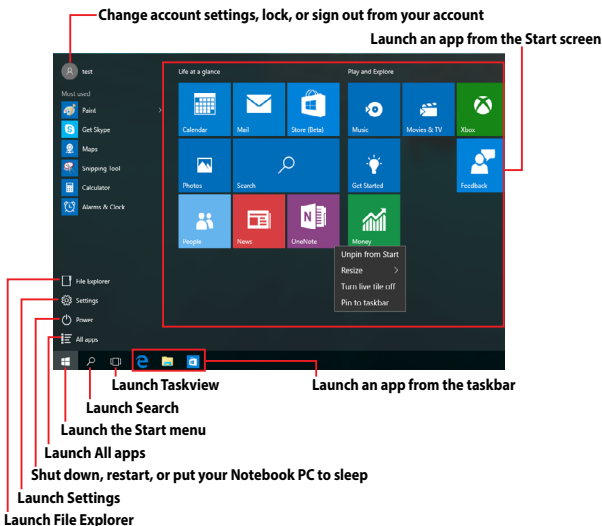 Change account settings, lock, or sign out from your account
Launch an app from the Start screen
test
Life at a glance
Play and Explore
Most used
Paint
Get Skype
Maps
Snipping Tool
Calculator
Alarms & Clock
Calendar
Mail
Store (Beta)
Music
Movies & TV
Xbox
Photos
Search
Get Started
Feedback
People
News
OneNote
Money
Unpin from Start
Resize
Turn live tile off
Pin to taskbar
File Explorer
Settings
Power
All apps
Launch Taskview
Launch an app from the taskbar
Launch Search
Launch the Start menu
Launch All apps
Shut down, restart, or put your Notebook PC to sleep
Launch Settings
Launch File Explorer